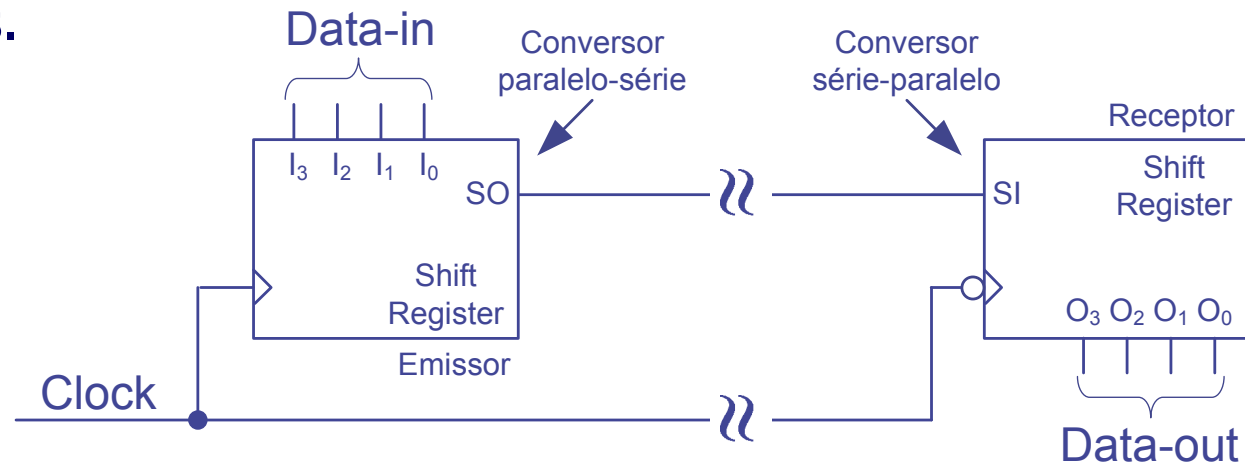 Data-in
Conversor
paralelo-série
Conversor
série-paralelo
Receptor
I₃ I₂ I₁ I₀
SO
SI
Shift
Register
Shift
Register
Emissor
O₃ O₂ O₁ O₀
Clock
Data-out